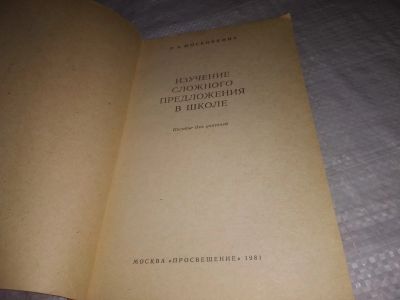 ИЗУЧЕНИЕ
СЛОЖНОГО
ПРЕДЛОЖЕНИЯ
В ШКОЛЕ
Пособие для учителей
МОСКВА «ПРОСВЕЩЕНИЕ» 1981